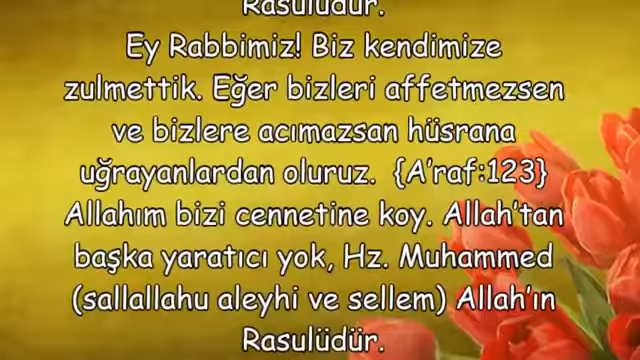 Rasulüdür.
Ey Rabbimiz! Biz kendimize
zulmettik. Eğer bizleri affetmezsen
ve bizlere acımazsan hüsrana
uğrayanlardan oluruz. {A'raf:123}
Allahım bizi cennetine koy. Allah'tan
başka yaratıcı yok, Hz. Muhammed
(sallallahu aleyhi ve sellem) Allah'ın
Rasulüdür.